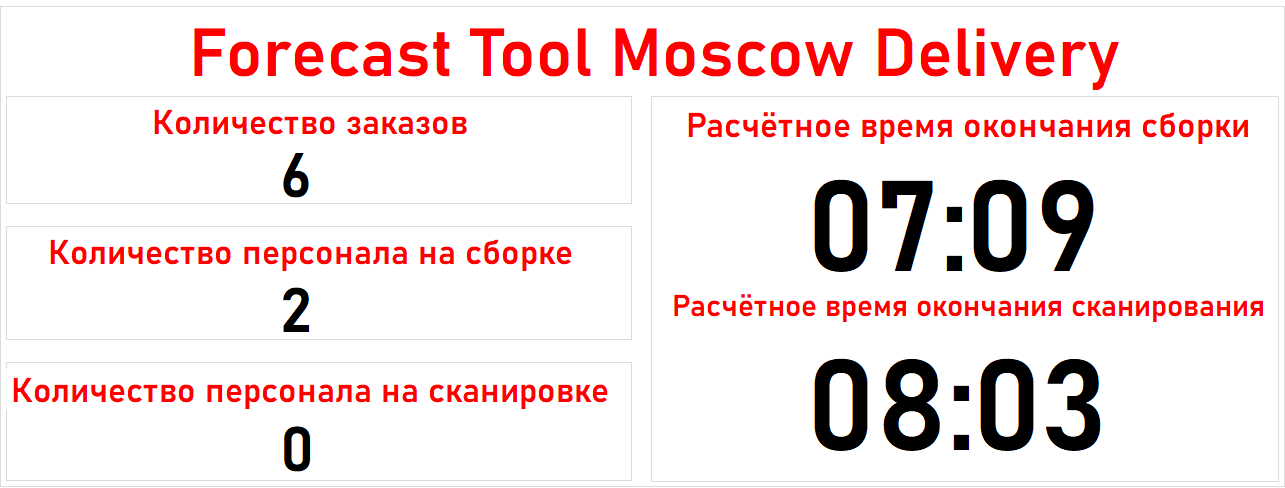 Forecast Tool Moscow Delivery
Количество заказов
6
Количество персонала на сборке
2
Количество персонала на сканировке
0
Расчётное время окончания сборки
07:09
Расчётное время окончания сканирования
08:03